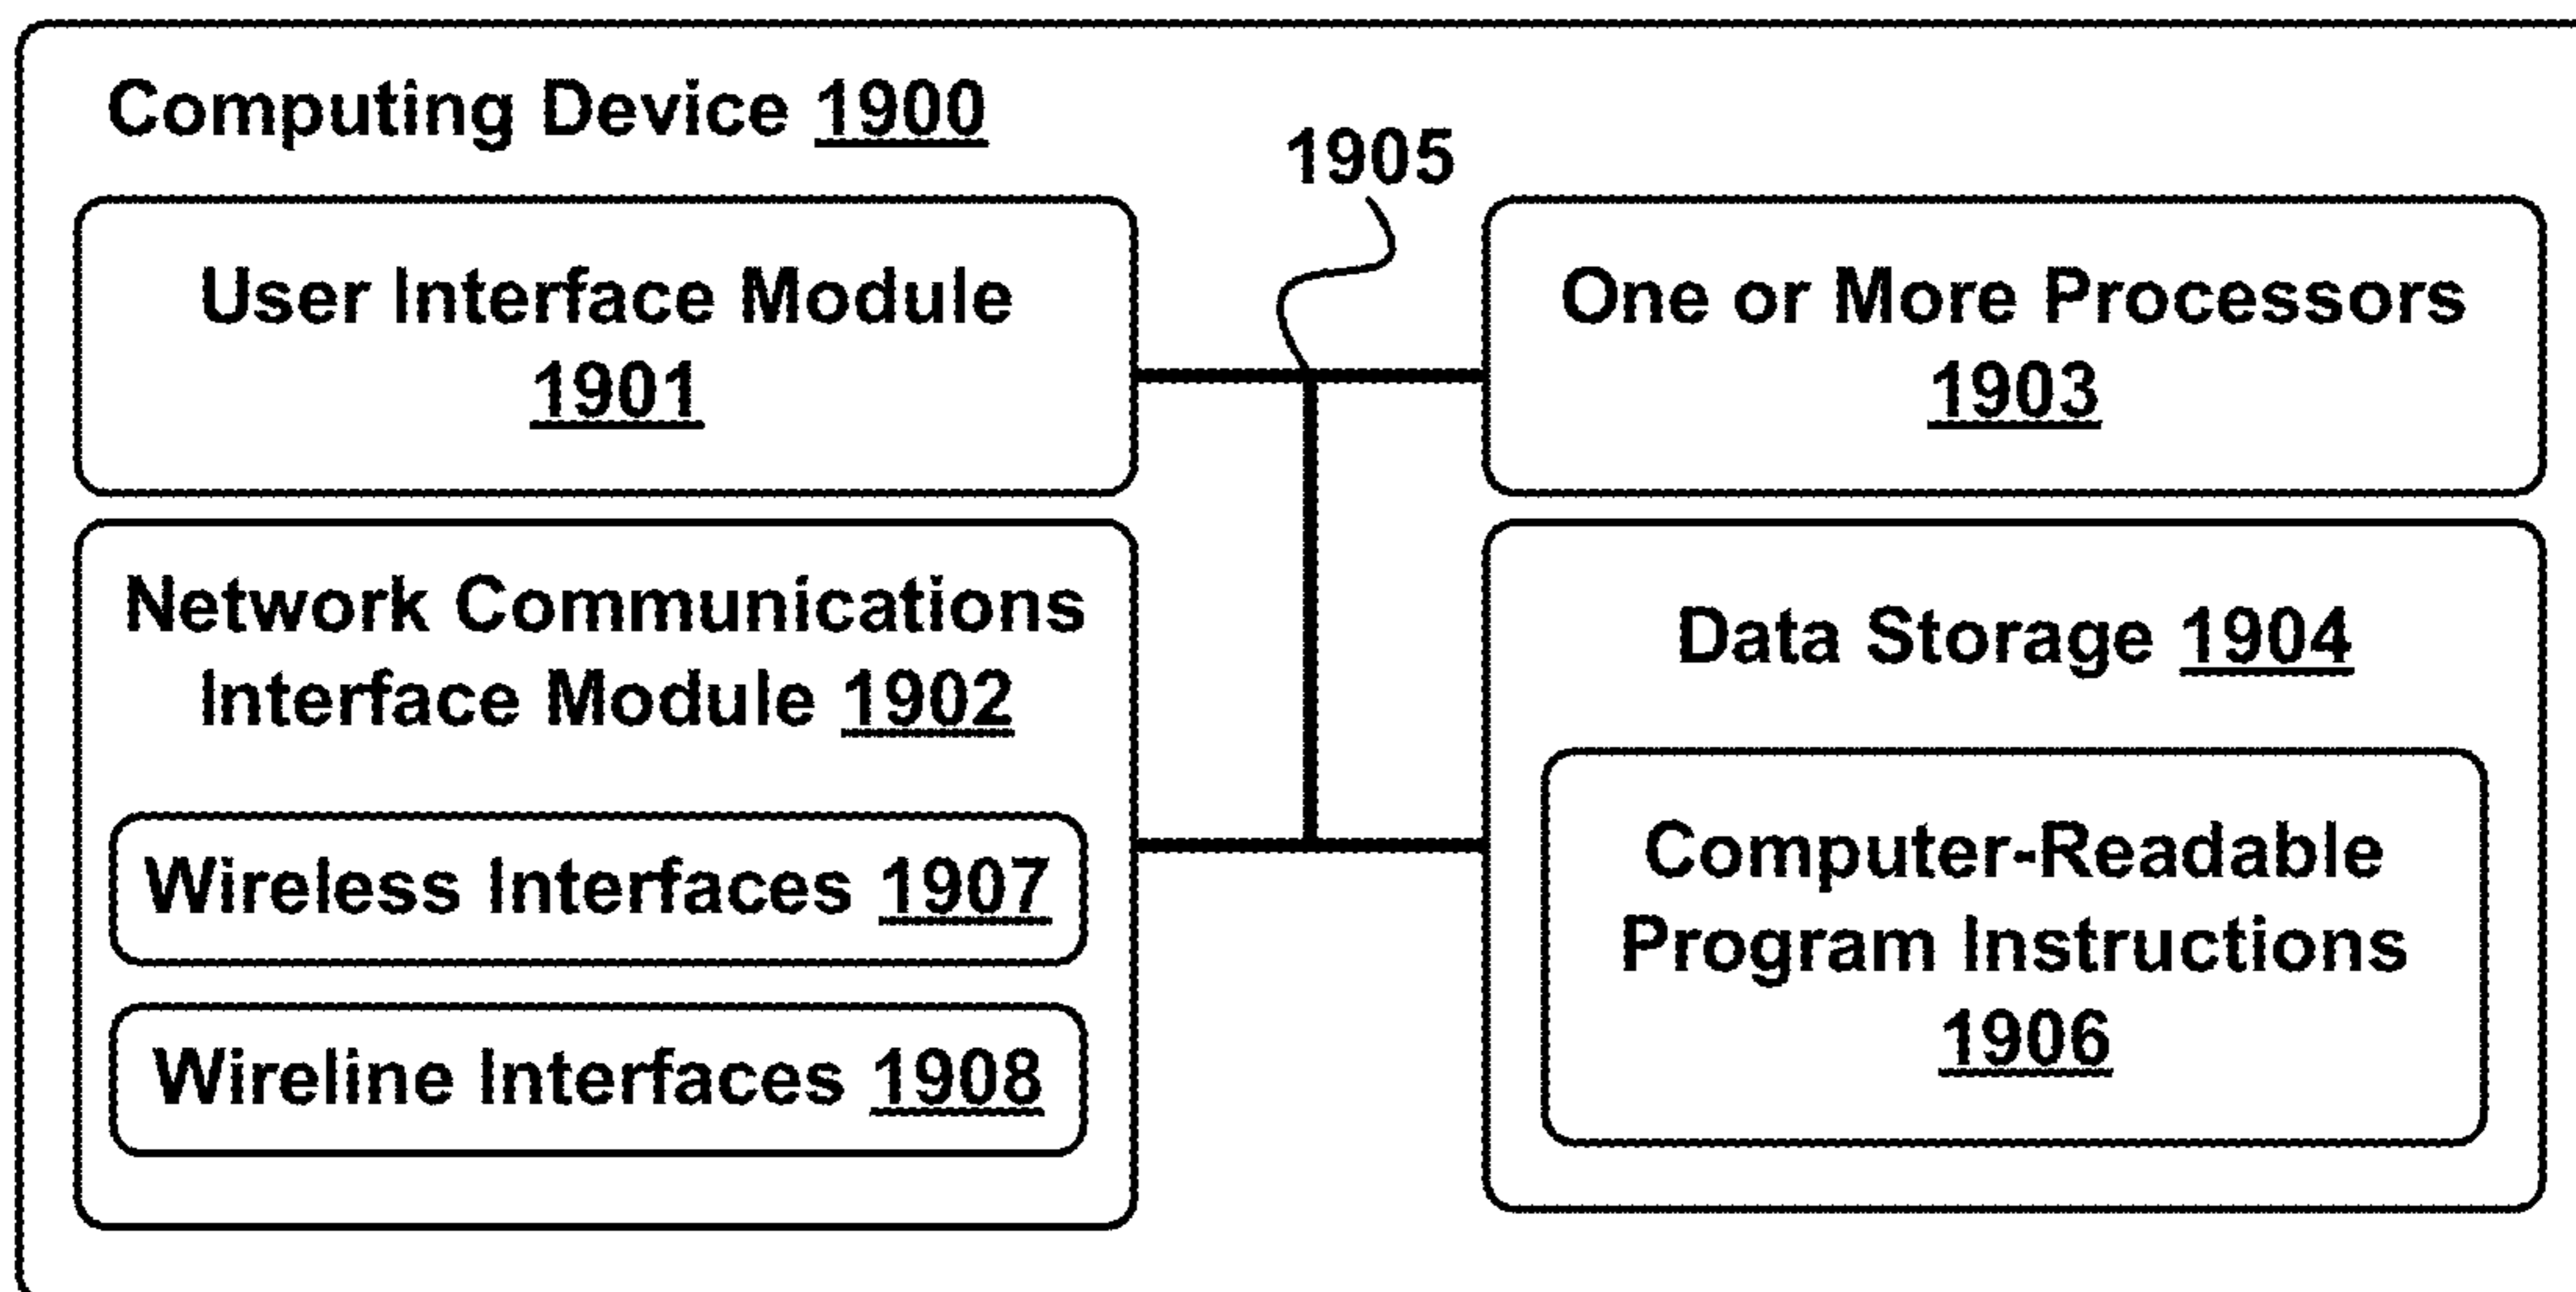 Computing Device 1900
1905
User Interface Module
1901
One or More Processors
1903
Network Communications
Interface Module 1902
Wireless Interfaces 1907
Wireline Interfaces 1908
Data Storage 1904
Computer-Readable
Program Instructions
1906